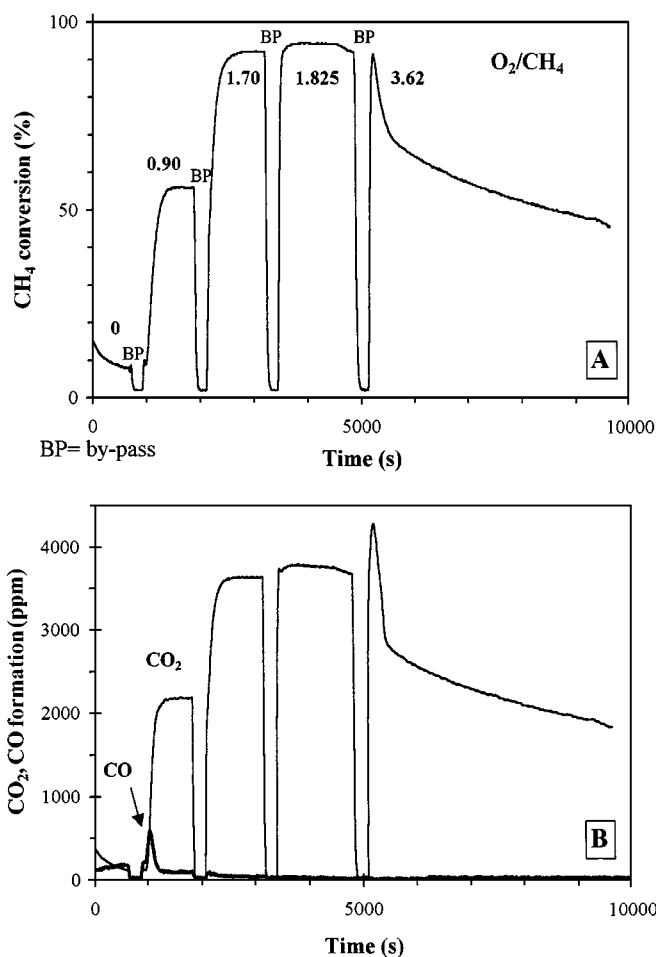 100
BP
BP
O₂/CH₄
1.70
1.825
3.62
0.90
BP
CH₄ conversion (%)
50
0
BP
A
0
0
5000
10000
BP= by-pass
Time (s)
4000
3000
CO₂, CO formation (ppm)
CO₂
2000
CO
1000
B
0
0
5000
10000
Time (s)